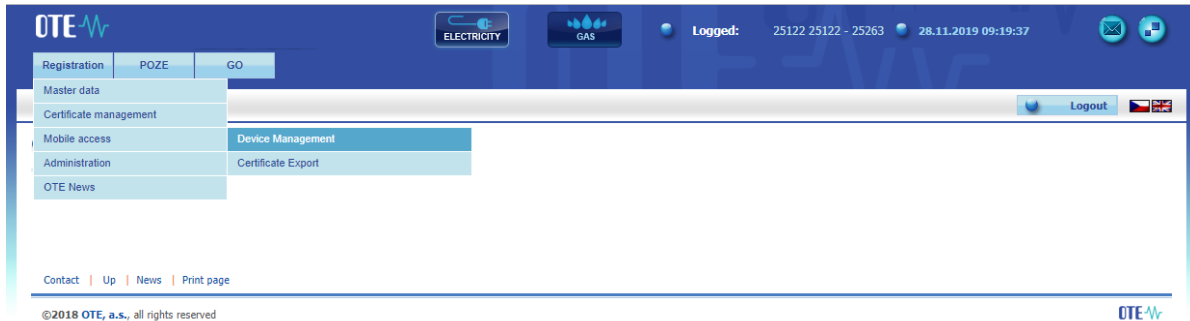 OTE
ELECTRICITY
GAS
Logged: 25122 25122 - 25263 28.11.2019 09:19:37
Registration POZE GO
Master data
Certificate management
Logout
Mobile access Device Management
Administration Certificate Export
OTE News
Contact | Up | News | Print page
©2018 OTE, a.s., all rights reserved
OTE